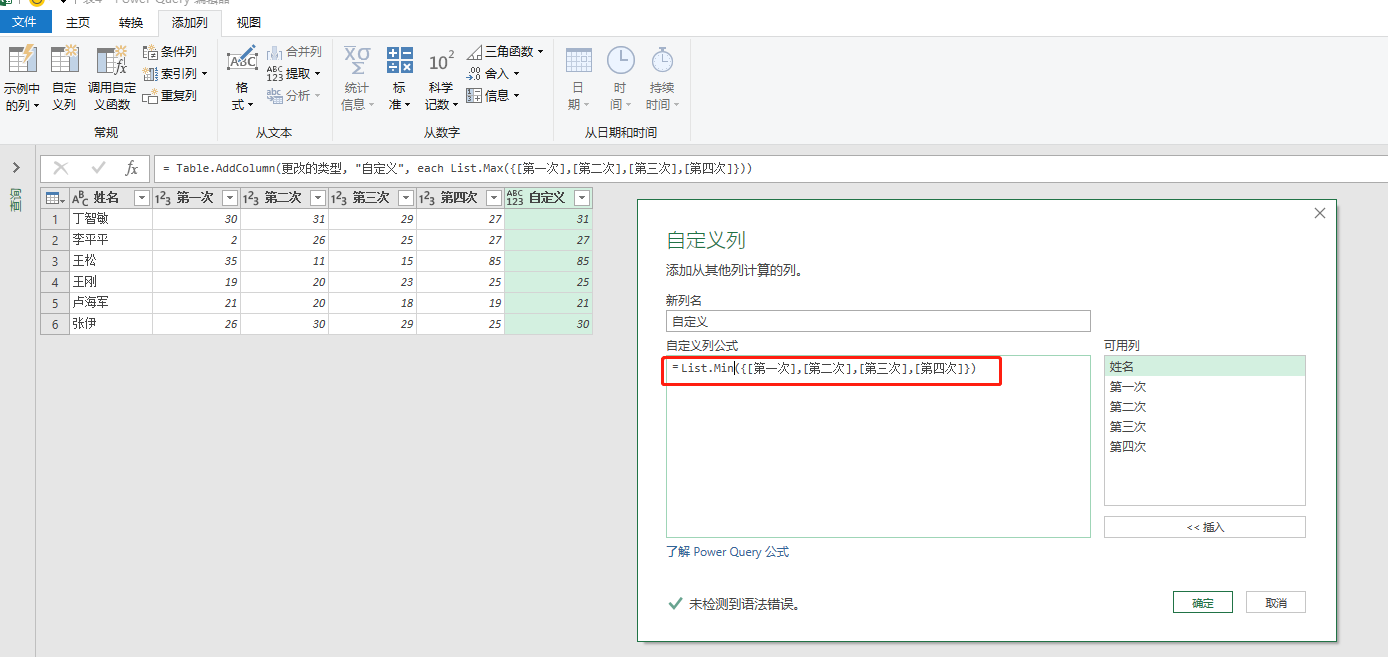 文件 主页 转换 添加列 视图
示例中的列 自定义列 调用自定义函数 条件列 索引列 重复列
格式 合并列 提取 分析
统计信息 标准 科学记数 三角函数 舍入 信息
日期 时间 持续时间
常规 从文本 从数字 从日期和时间
= Table.AddColumn(更改的类型, "自定义", each List.Max({[第一次],[第二次],[第三次],[第四次]}))
姓名 第一次 第二次 第三次 第四次 自定义
1 丁智敏 30 31 29 27 31
2 李平平 2 26 25 27 27
3 王松 35 11 15 85 85
4 王刚 19 20 23 25 25
5 卢海军 21 20 18 19 21
6 张伊 26 30 29 25 30
自定义列
添加从其他列计算的列。
新列名
自定义
自定义列公式
=List.Min({[第一次],[第二次],[第三次],[第四次]})
可用列
姓名
第一次
第二次
第三次
第四次
<< 插入
了解 Power Query 公式
未检测到语法错误。
确定 取消